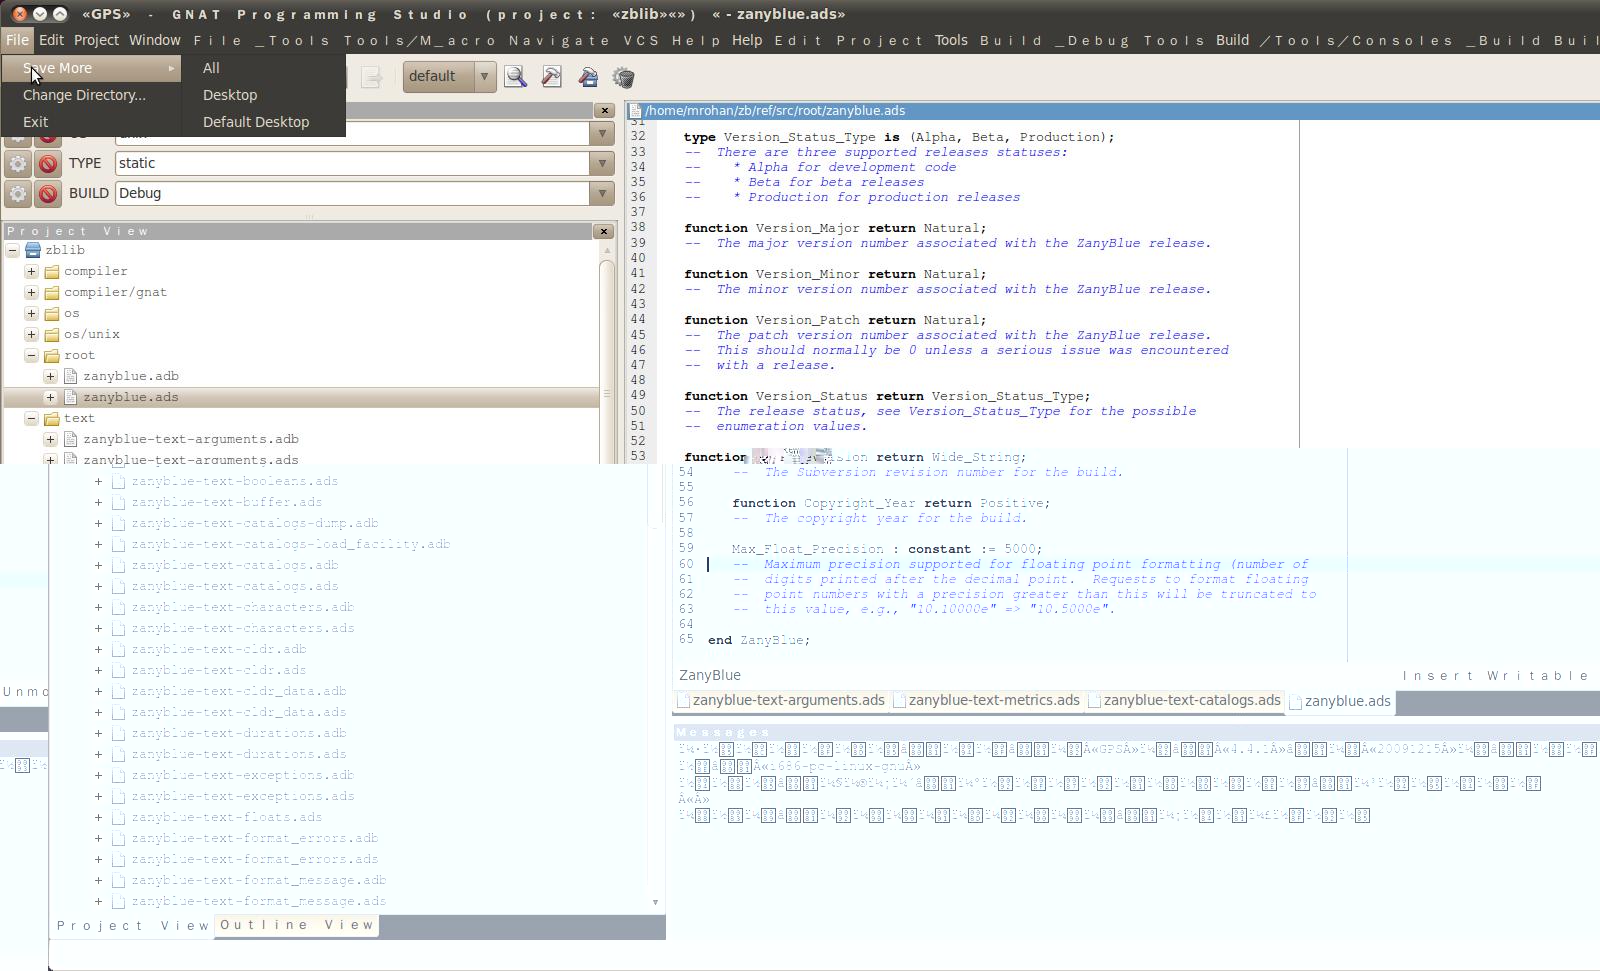 «GPS» - GNAT Programming Studio (project: «zblib»«») « - zanyblue.ads»
File Edit Project Window File _Tools Tools/M_acro Navigate VCS Help Help Edit Project Tools Build _Debug Tools Build /Tools/Consoles _Build Buil
Save More
All
Change Directory...
Desktop
Exit
Default Desktop
default
/home/mrohan/zb/ref/src/root/zanyblue.ads
TYPE static
BUILD Debug
Project View
zblib
compiler
compiler/gnat
os
os/unix
root
zanyblue.adb
zanyblue.ads
text
zanyblue-text-arguments.adb
zanyblue-text-arguments.ads
zanyblue-text-booleans.ads
zanyblue-text-buffer.ads
zanyblue-text-catalogs-dump.adb
zanyblue-text-catalogs-load_facility.adb
zanyblue-text-catalogs.adb
zanyblue-text-catalogs.ads
zanyblue-text-characters.adb
zanyblue-text-characters.ads
zanyblue-text-cldr.adb
zanyblue-text-cldr.ads
zanyblue-text-cldr_data.adb
zanyblue-text-cldr_data.ads
zanyblue-text-durations.adb
zanyblue-text-durations.ads
zanyblue-text-exceptions.adb
zanyblue-text-exceptions.ads
zanyblue-text-floats.ads
zanyblue-text-format_errors.adb
zanyblue-text-format_errors.ads
zanyblue-text-format_message.adb
zanyblue-text-format_message.ads
Project View Outline View
31
32 type Version_Status_Type is (Alpha, Beta, Production);
33 -- There are three supported releases statuses:
34 -- * Alpha for development code
35 -- * Beta for beta releases
36 -- * Production for production releases
37
38 function Version_Major return Natural;
39 -- The major version number associated with the ZanyBlue release.
40
41 function Version_Minor return Natural;
42 -- The minor version number associated with the ZanyBlue release.
43
44 function Version_Patch return Natural;
45 -- The patch version number associated with the ZanyBlue release.
46 -- This should normally be 0 unless a serious issue was encountered
47 -- with a release.
48
49 function Version_Status return Version_Status_Type;
50 -- The release status, see Version_Status_Type for the possible
51 -- enumeration values.
52
53 function return Wide_String;
54 -- The Subversion revision number for the build.
55
56 function Copyright_Year return Positive;
57 -- The copyright year for the build.
58
59 Max_Float_Precision : constant := 5000;
60 -- Maximum precision supported for floating point formatting (number of
61 -- digits printed after the decimal point. Requests to format floating
62 -- point numbers with a precision greater than this will be truncated to
63 -- this value, e.g., "10.10000e" => "10.5000e".
64
65 end ZanyBlue;
ZanyBlue Insert Writable
Unmo
zanyblue-text-arguments.ads zanyblue-text-metrics.ads zanyblue-text-catalogs.ads zanyblue.ads
Messages
«GPSÂ» Â«4.4.1Â» Â«20091215Â»
Â«i686-pc-linux-gnuÂ»
Â«Â»